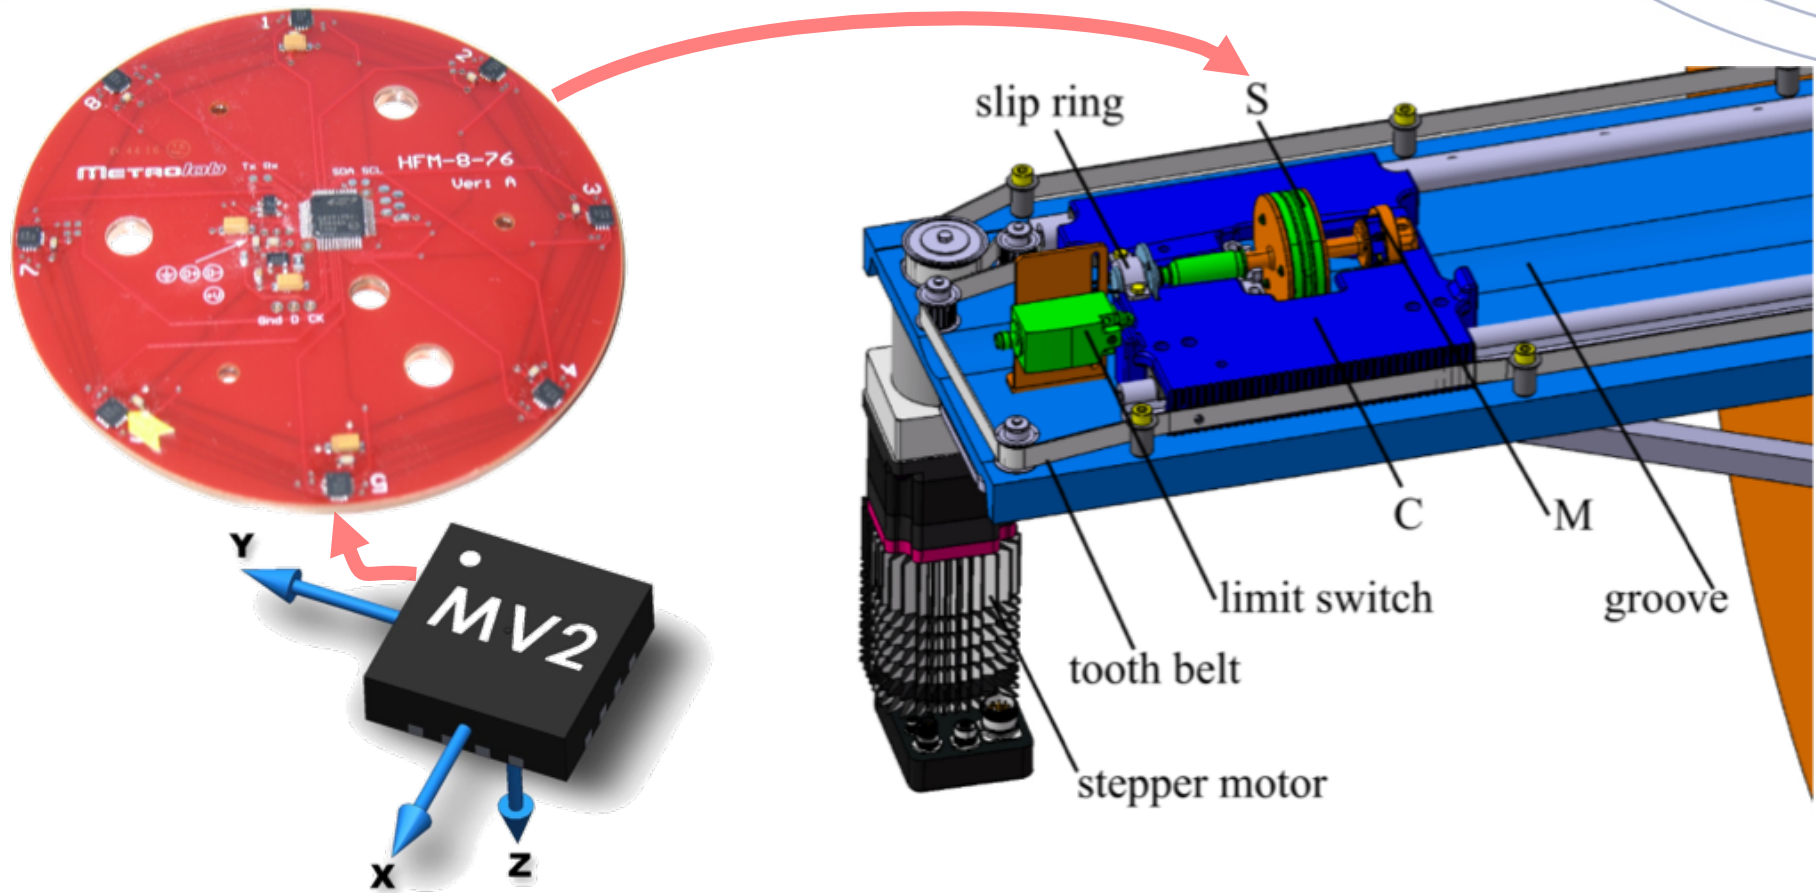 1
2
8
METROlab
HFM-8-76
Ver: A
Tx Rx
SDA SCL
3
7
Gnd D CK
4
5
MV2
Y
X
Z
slip ring
S
C
M
limit switch
groove
tooth belt
stepper motor